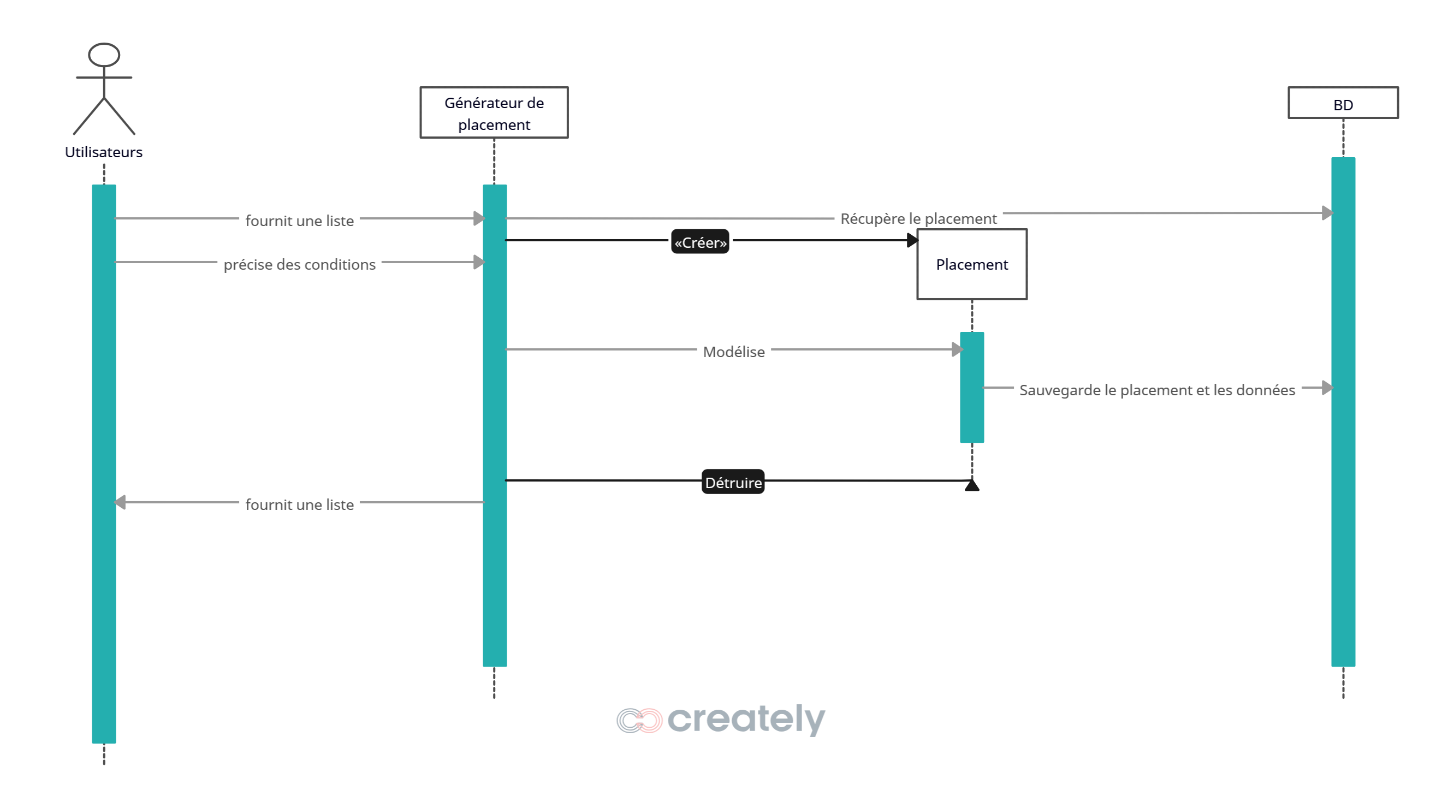 Utilisateurs
Générateur de
placement
BD
fournit une liste
Récupère le placement
«Créer»
Placement
précise des conditions
Modélise
Sauvegarde le placement et les données
Détruire
fournit une liste
creately